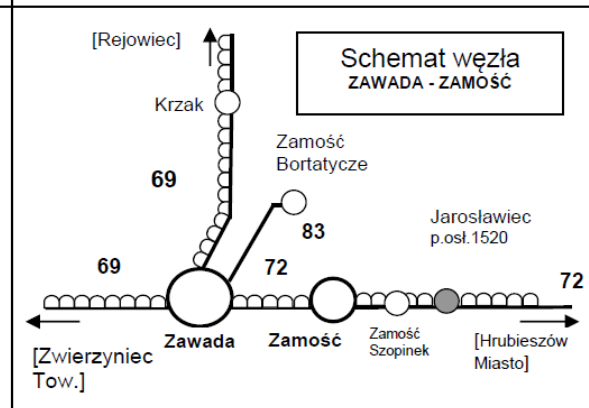 [Rejowiec]
Schemat węzła
ZAWADA - ZAMOŚĆ
Krzak
Zamość
Bortatycze
69
83
Jarosławiec
p.osł.1520
69
72
72
Zawada
Zamość
Zamość
Szopinek
[Zwierzyniec
Tow.]
[Hrubieszów
Miasto]